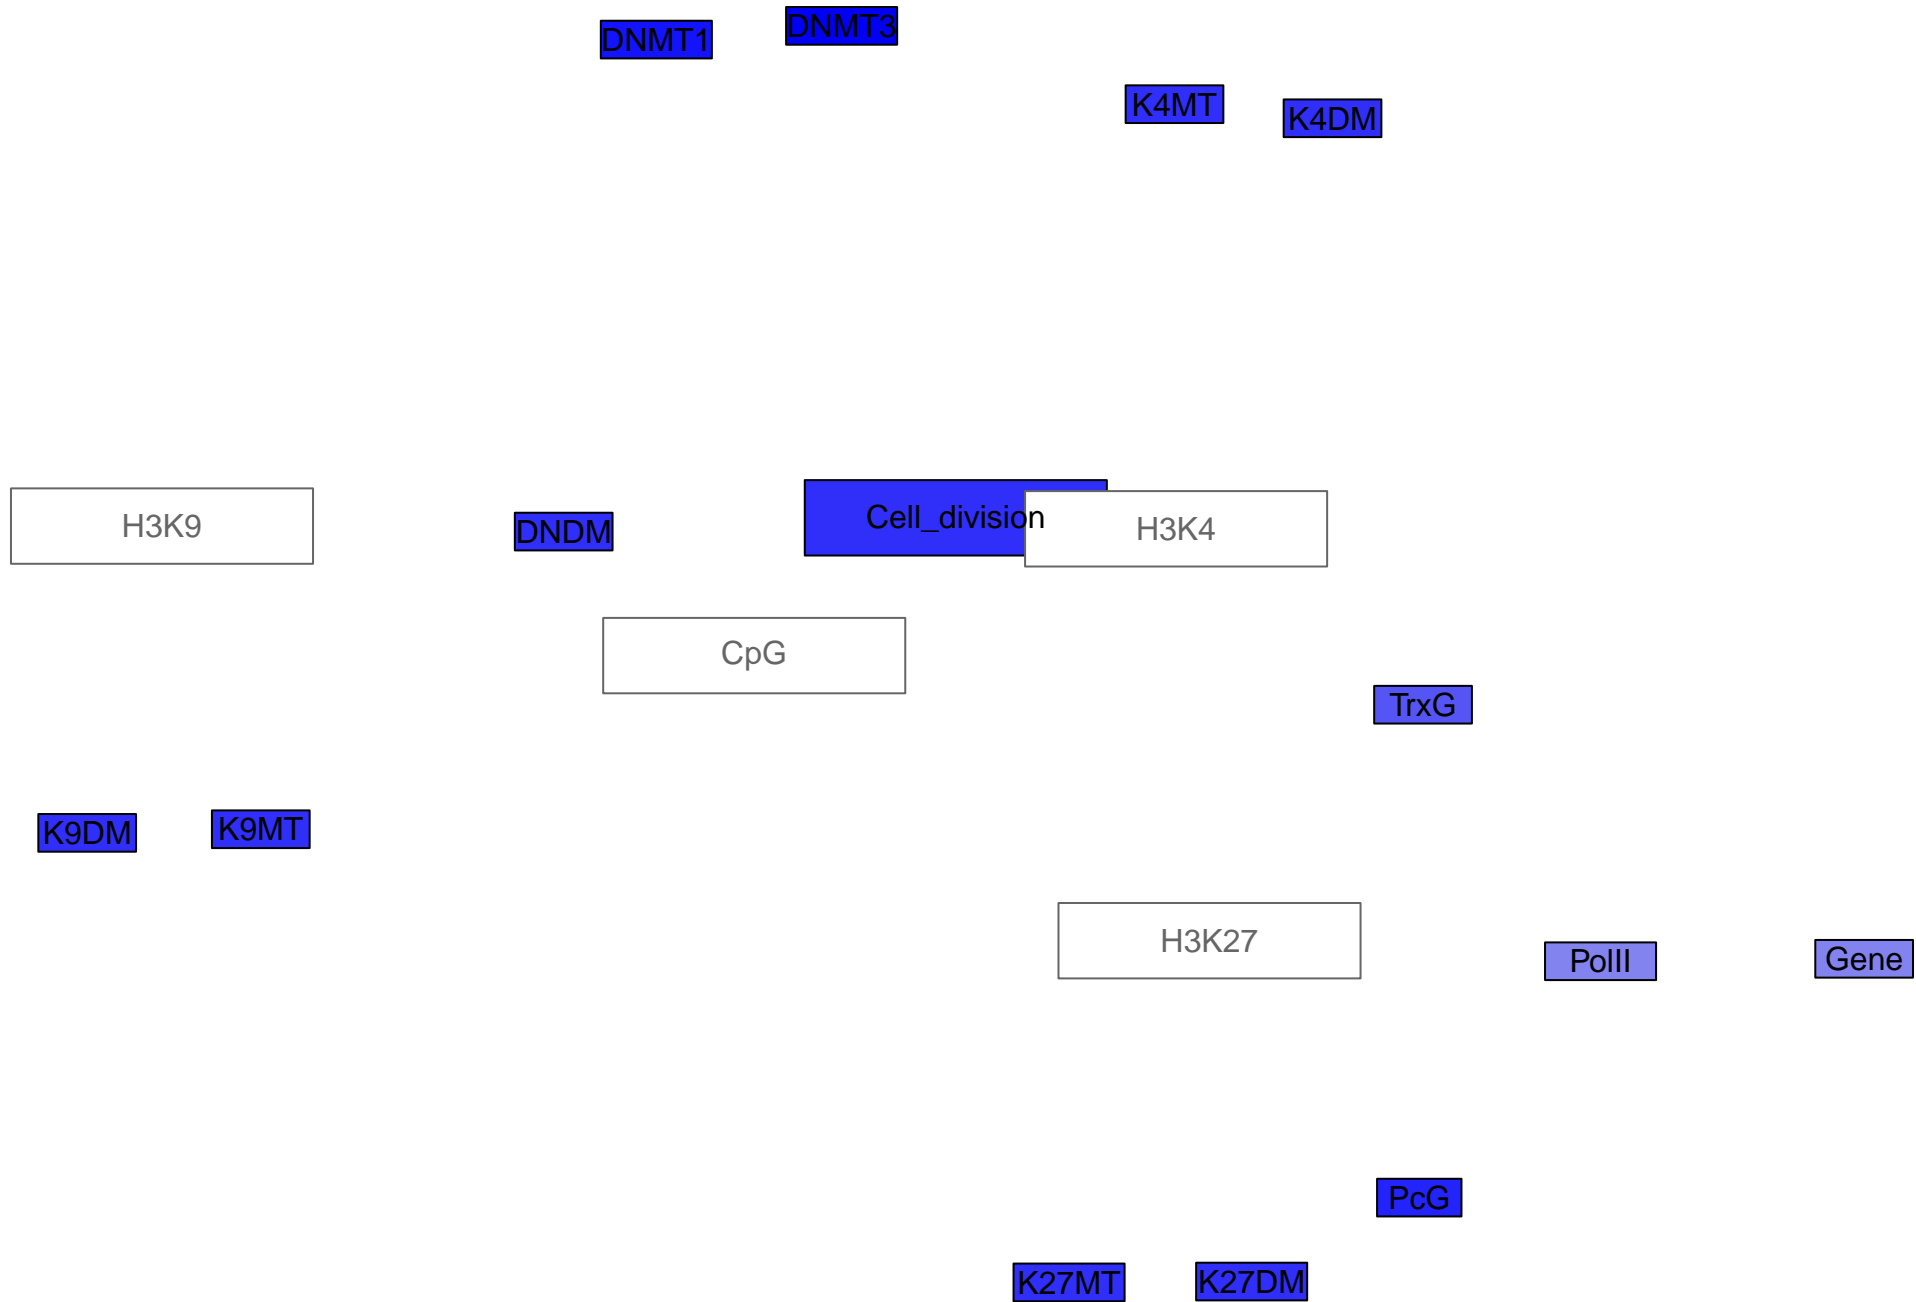 DNMT1
DNMT3
K4MT
K4DM
H3K9
DNDM
Cell_division
H3K4
CpG
TrxG
K9DM
K9MT
H3K27
PolII
Gene
PcG
K27MT
K27DM